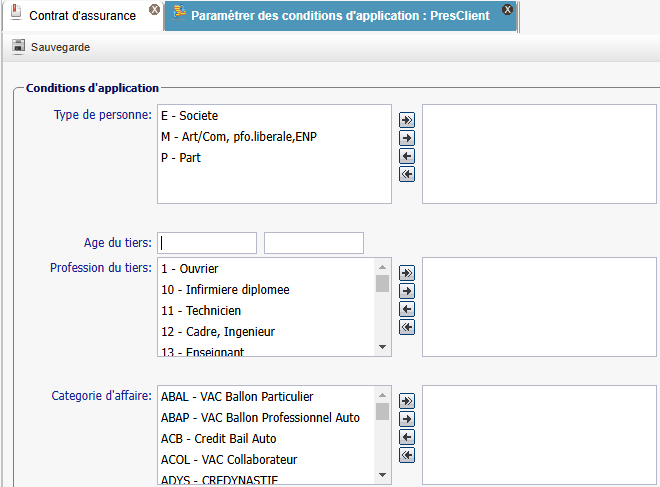 Contrat d'assurance
Paramétrer des conditions d'application : PresClient
Sauvegarde
Conditions d'application
Type de personne:
E - Societe
M - Art/Com, pfo.liberale,ENP
P - Part
Age du tiers:
Profession du tiers:
1 - Ouvrier
10 - Infirmiere diplomee
11 - Technicien
12 - Cadre, Ingenieur
13 - Enseignant
Categorie d'affaire:
ABAL - VAC Ballon Particulier
ABAP - VAC Ballon Professionnel Auto
ACB - Credit Bail Auto
ACOL - VAC Collaborateur
ADYS - CREDYNASTIE